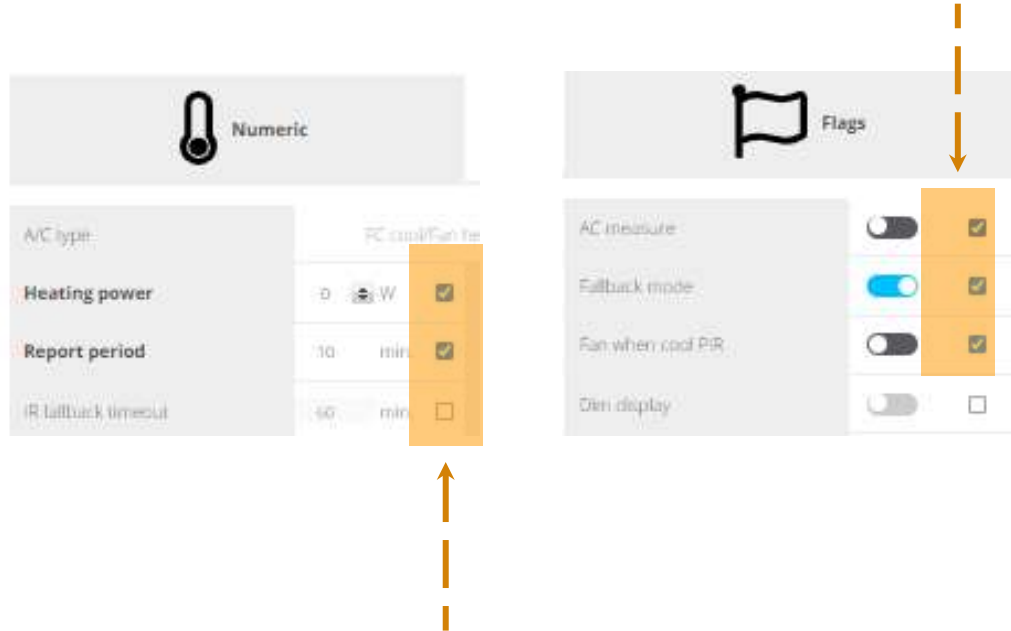 Numeric
A/C type
FC cool/Fan he
Heating power
0 W
Report period
10 min.
IR fallback timeout
60 min.
Flags
AC measure
Fallback mode
Fan when cool PIR
Dim display